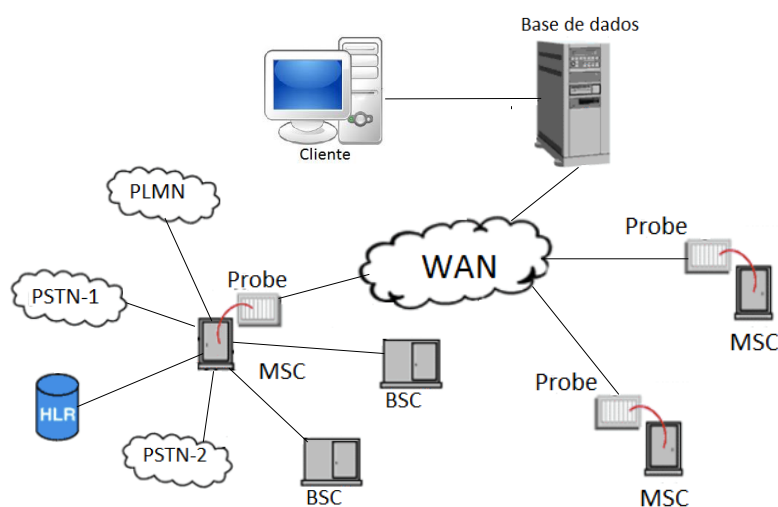 Base de dados
Cliente
PLMN
Probe
WAN
Probe
PSTN-1
MSC
MSC
BSC
Probe
HLR
PSTN-2
BSC
MSC